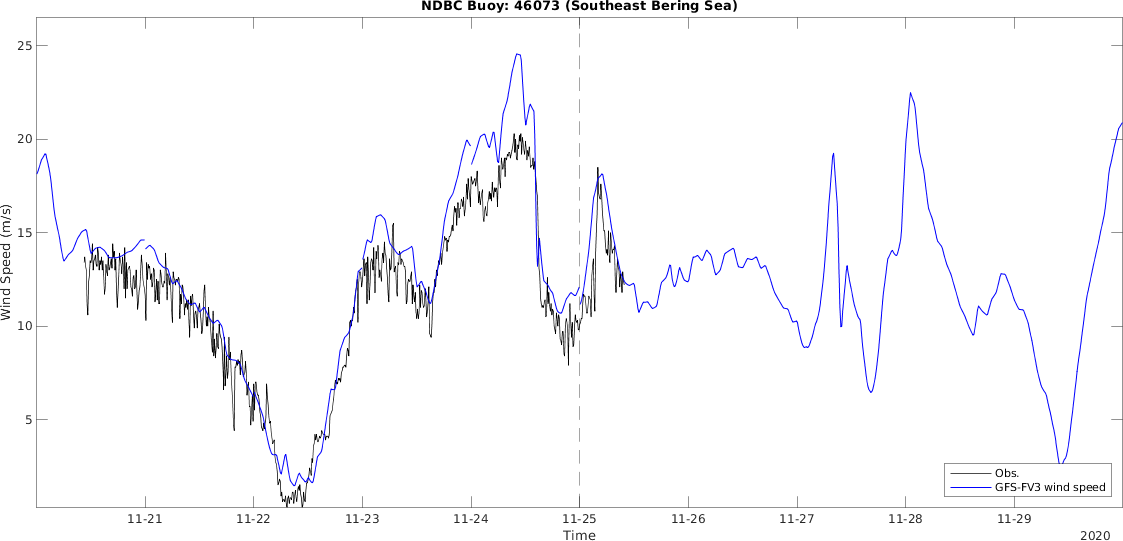 NDBC Buoy: 46073 (Southeast Bering Sea)
25
20
15
10
5
Wind Speed (m/s)
Obs.
GFS-FV3 wind speed
11-21 11-22 11-23 11-24 11-25 11-26 11-27 11-28 11-29
Time
2020